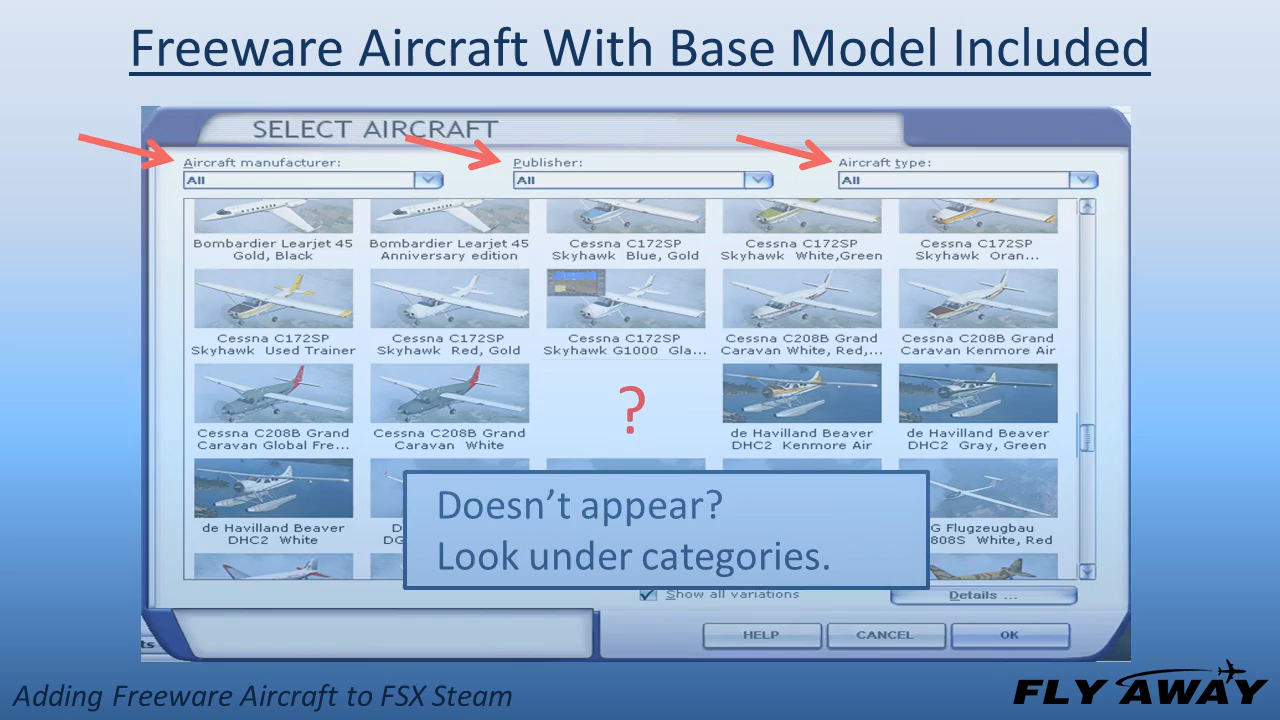 Freeware Aircraft With Base Model Included
SELECT AIRCRAFT
Aircraft manufacturer:
Publisher:
Aircraft type:
All
All
All
Bombardier Learjet 45
Gold, Black
Bombardier Learjet 45
Anniversary edition
Cessna C172SP
Skyhawk Blue, Gold
Cessna C172SP
Skyhawk White,Green
Cessna C172SP
Skyhawk Oran...
Cessna C172SP
Skyhawk Used Trainer
Cessna C172SP
Skyhawk Red, Gold
Cessna C172SP
Skyhawk G1000 Gla...
Cessna C208B Grand
Caravan White, Red,...
Cessna C208B Grand
Caravan Kenmore Air
Cessna C208B Grand
Caravan Global Fre...
Cessna C208B Grand
Caravan White
?
de Havilland Beaver
DHC2 Kenmore Air
de Havilland Beaver
DHC2 Gray, Green
de Havilland Beaver
DHC2 White
D
DG
G Flugzeugbau
808S White, Red
Doesn't appear?
Look under categories.
Show all variations
Details ...
ts
HELP
CANCEL
OK
Adding Freeware Aircraft to FSX Steam
FLY AWAY